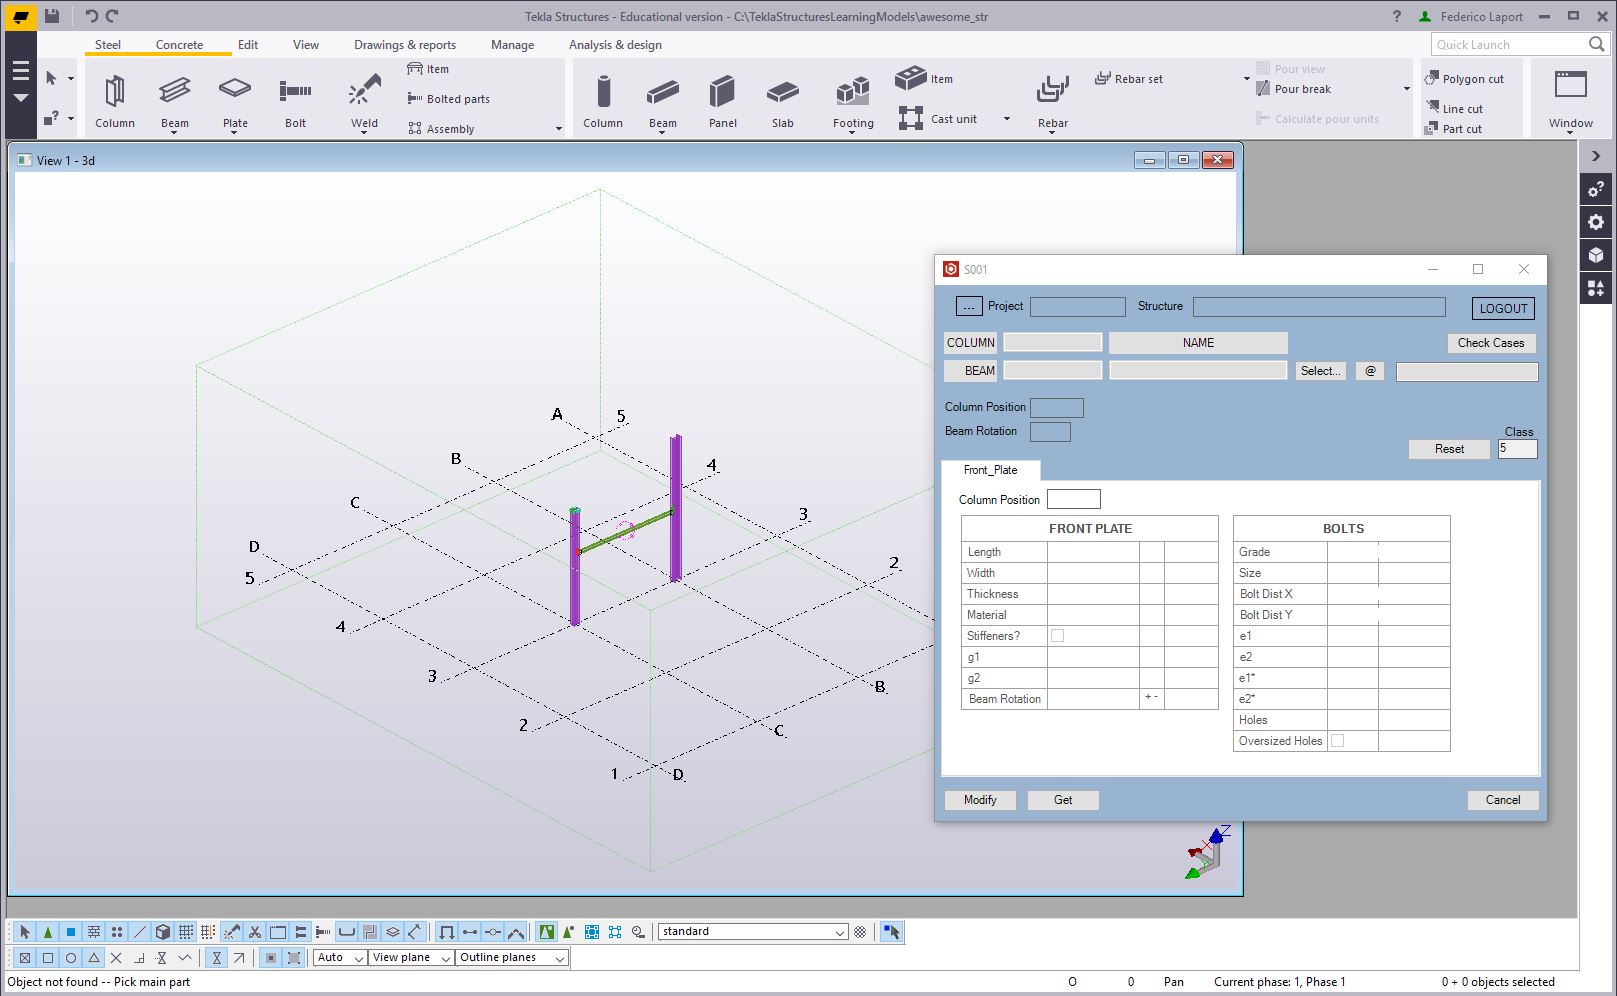 Tekla Structures - Educational version - C:\TeklaStructuresLearningModels\awesome_str
? Federico Laport
Steel Concrete Edit View Drawings & reports Manage Analysis & design
Quick Launch
Item
Bolted parts
Assembly
Column Beam Plate Bolt Weld
Column Beam Panel Slab Footing
Item
Cast unit
Rebar
Rebar set
Pour view
Pour break
Calculate pour units
Polygon cut
Line cut
Part cut
Window
View 1 - 3d
A 5
B 4
C 3
D 2
5
4
3
2
1
B
C
D
Z
X
S001
... Project Structure LOGOUT
COLUMN NAME Check Cases
BEAM Select... @
Column Position
Beam Rotation
Class
Reset 5
Front_Plate
Column Position
FRONT PLATE
Length
Width
Thickness
Material
Stiffeners?
g1
g2
Beam Rotation + -
BOLTS
Grade
Size
Bolt Dist X
Bolt Dist Y
e1
e2
e1*
e2*
Holes
Oversized Holes
Modify Get Cancel
standard
Auto View plane Outline planes
Object not found -- Pick main part O 0 Pan Current phase: 1, Phase 1 0 + 0 objects selected